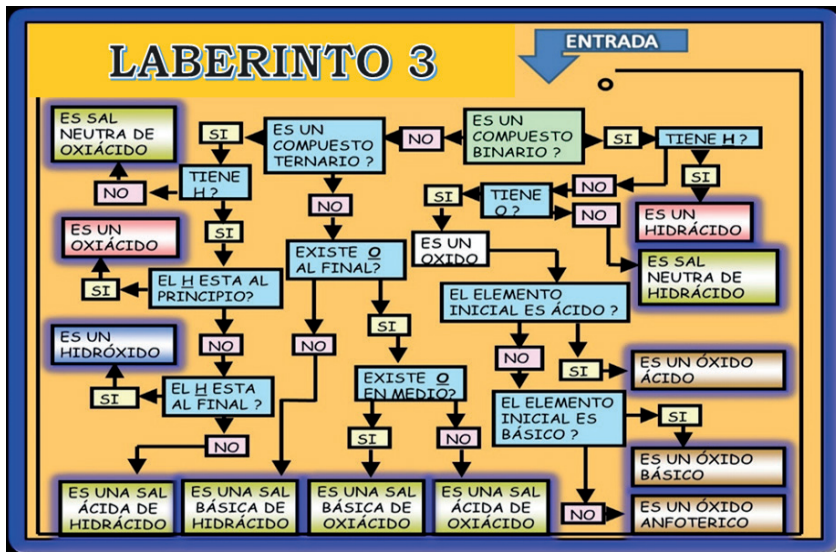 LABERINTO 3
ENTRADA
ES SAL
NEUTRA DE
OXIÁCIDO
SI
ES UN
COMPUESTO
TERNARIO ?
NO
ES UN
COMPUESTO
BINARIO ?
SI
TIENE H ?
NO
TIENE
H ?
SI
TIENE
O ?
NO
SI
NO
NO
ES UN
HIDRÁCIDO
ES UN
OXIÁCIDO
SI
EXISTE O
AL FINAL?
ES UN
OXIDO
ES SAL
NEUTRA DE
HIDRÁCIDO
SI
EL H ESTA AL
PRINCIPIO?
EL ELEMENTO
INICIAL ES ÁCIDO ?
ES UN
HIDRÓXIDO
NO
NO
SI
NO
SI
ES UN ÓXIDO
ÁCIDO
SI
EL H ESTA
AL FINAL ?
EXISTE O
EN MEDIO?
EL ELEMENTO
INICIAL ES
BÁSICO ?
SI
NO
SI
NO
ES UN ÓXIDO
BÁSICO
ES UNA SAL
ÁCIDA DE
HIDRÁCIDO
ES UNA SAL
BÁSICA DE
HIDRÁCIDO
ES UNA SAL
BÁSICA DE
OXIÁCIDO
ES UNA SAL
ÁCIDA DE
OXIÁCIDO
NO
ES UN ÓXIDO
ANFOTERICO